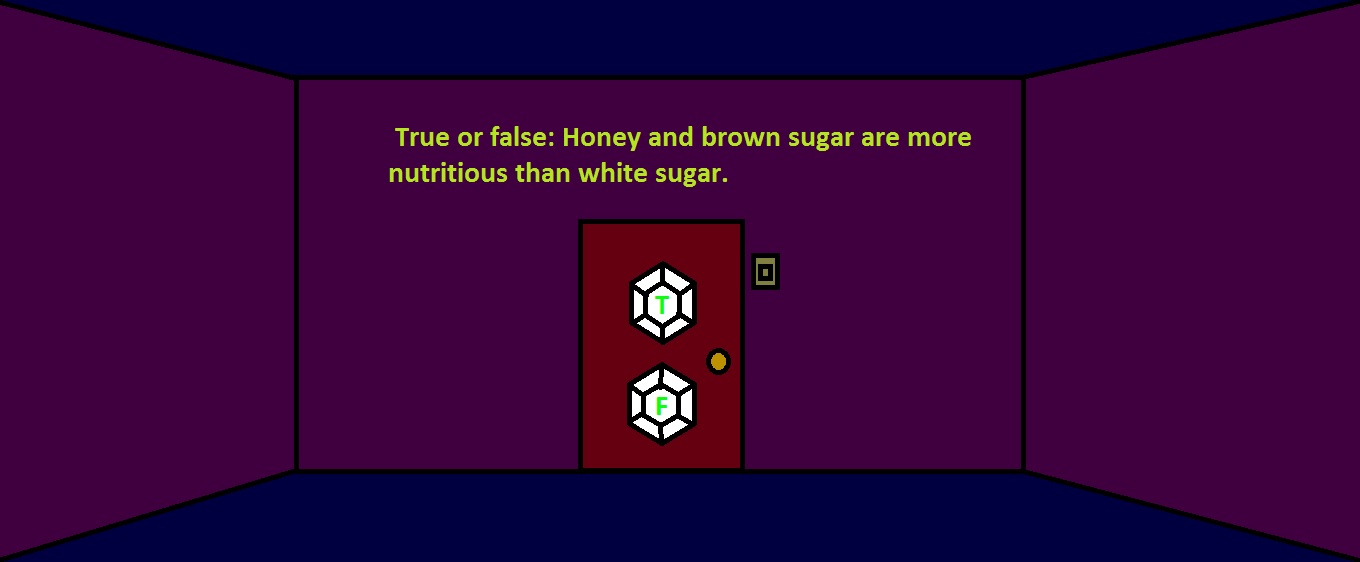 True or false: Honey and brown sugar are more
nutritious than white sugar.
T
F